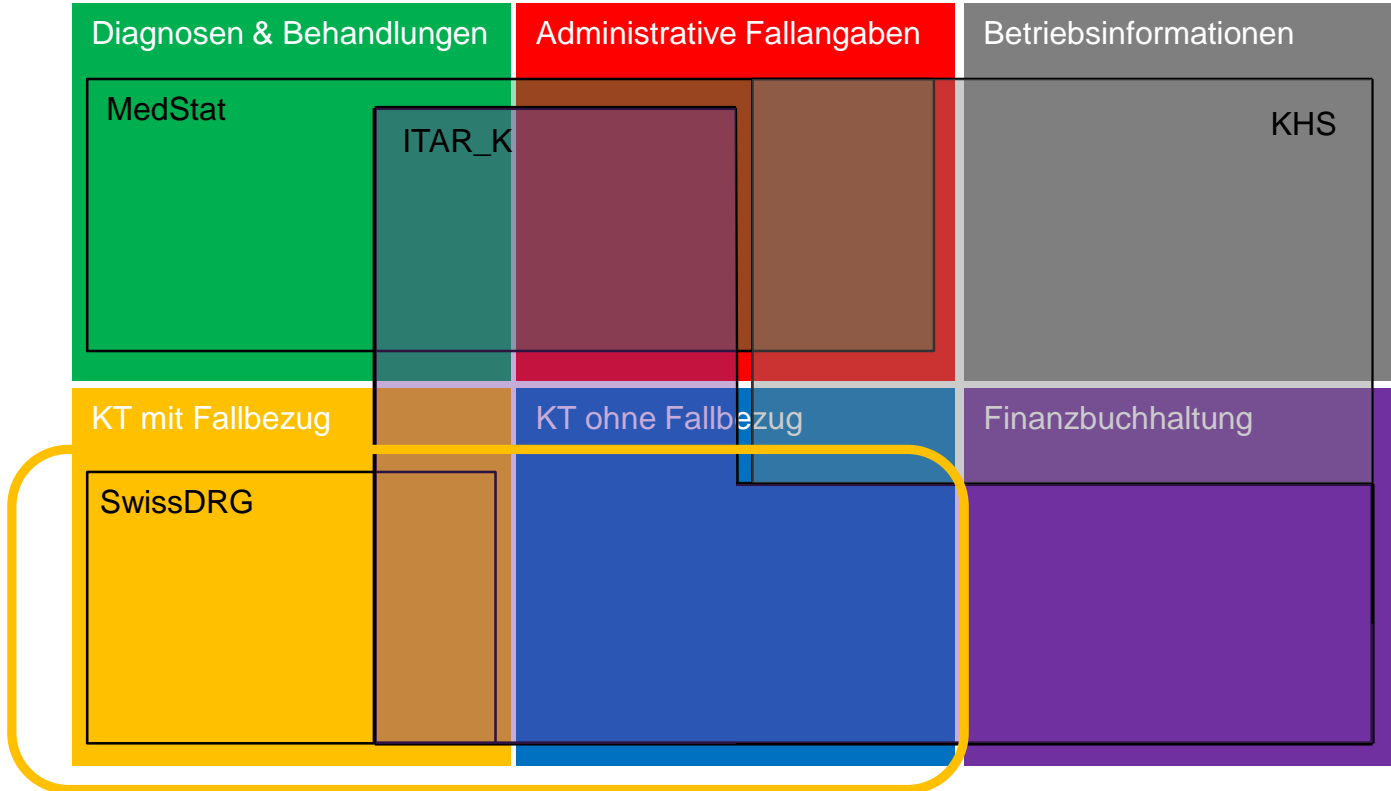 Diagnosen & Behandlungen
Administrative Fallangaben
Betriebsinformationen
MedStat
ITAR_K
KHS
KT mit Fallbezug
KT ohne Fallbezug
Finanzbuchhaltung
SwissDRG